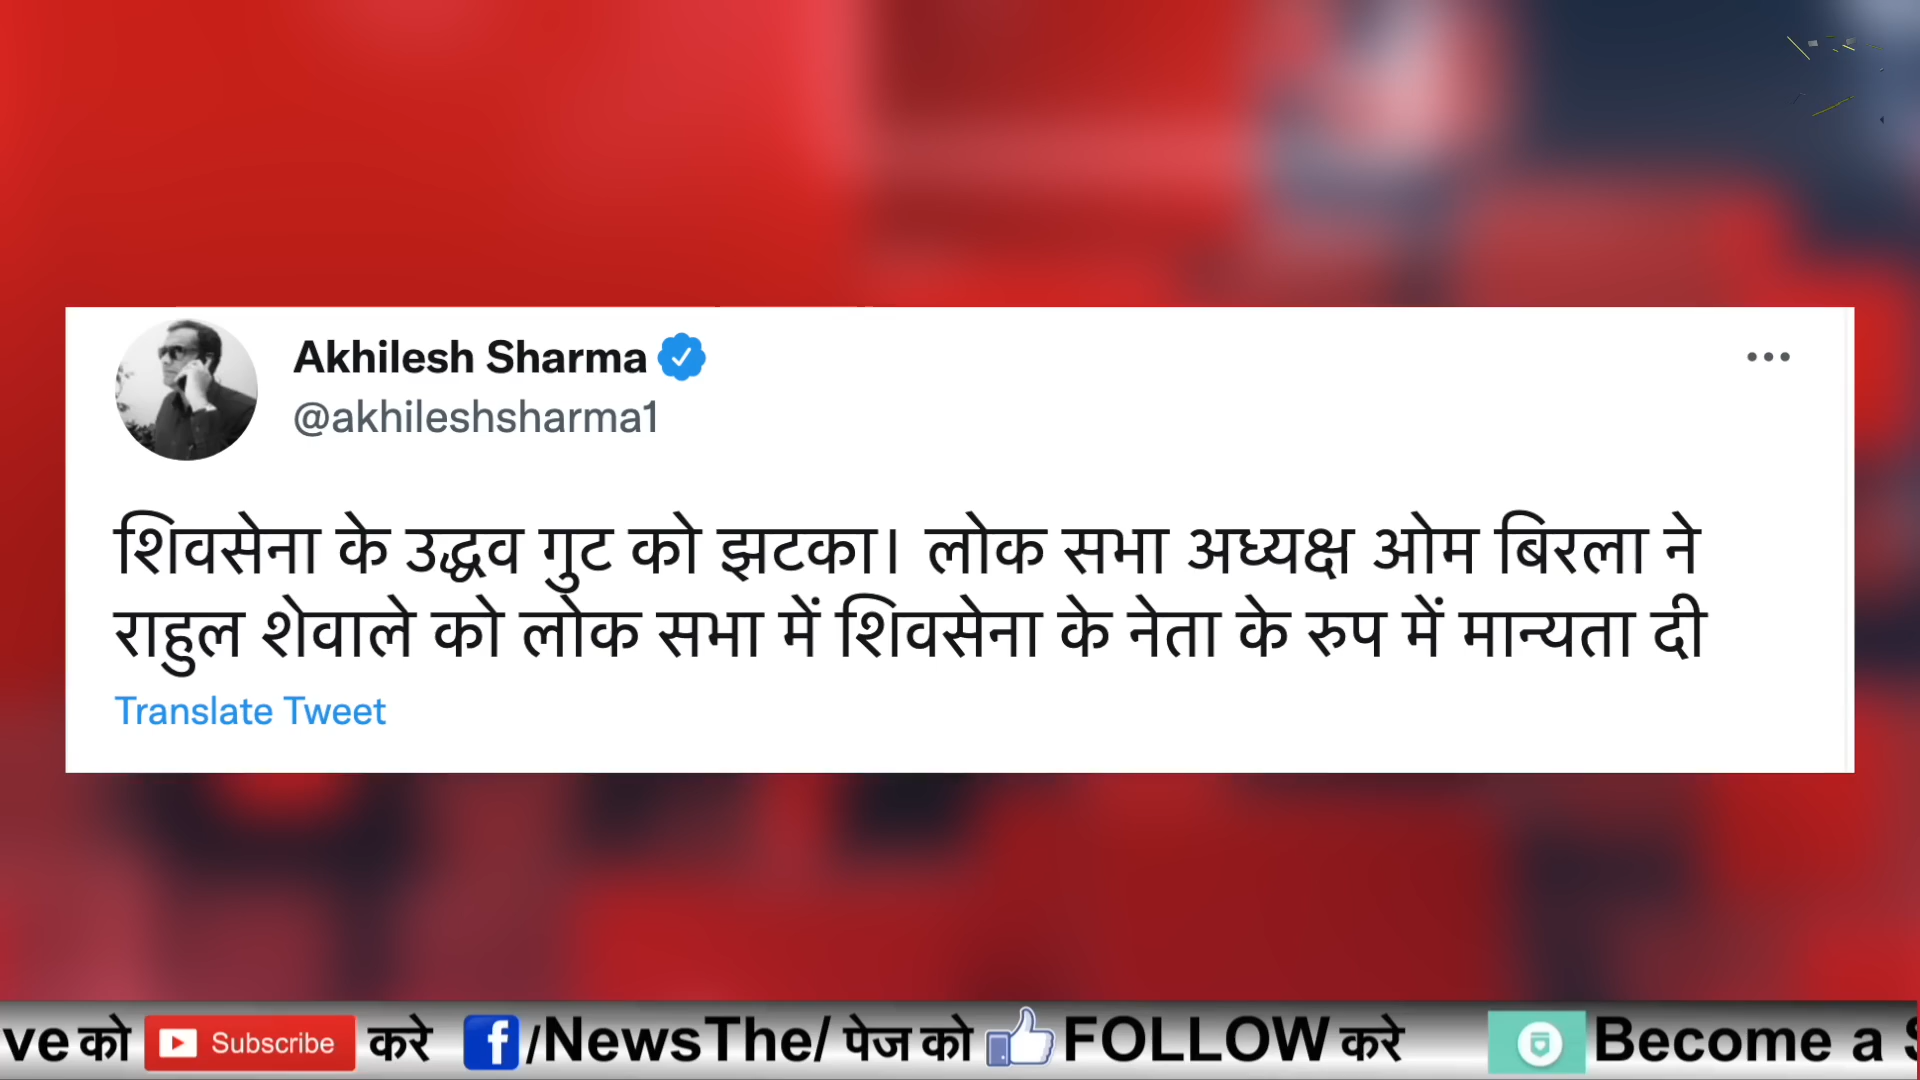 Akhilesh Sharma
@akhileshsharma1
शिवसेना के उद्धव गुट को झटका। लोक सभा अध्यक्ष ओम बिरला ने
राहुल शेवाले को लोक सभा में शिवसेना के नेता के रुप में मान्यता दी
Translate Tweet
ve को Subscribe करे f/NewsThe/ पेज को FOLLOW करे Become a